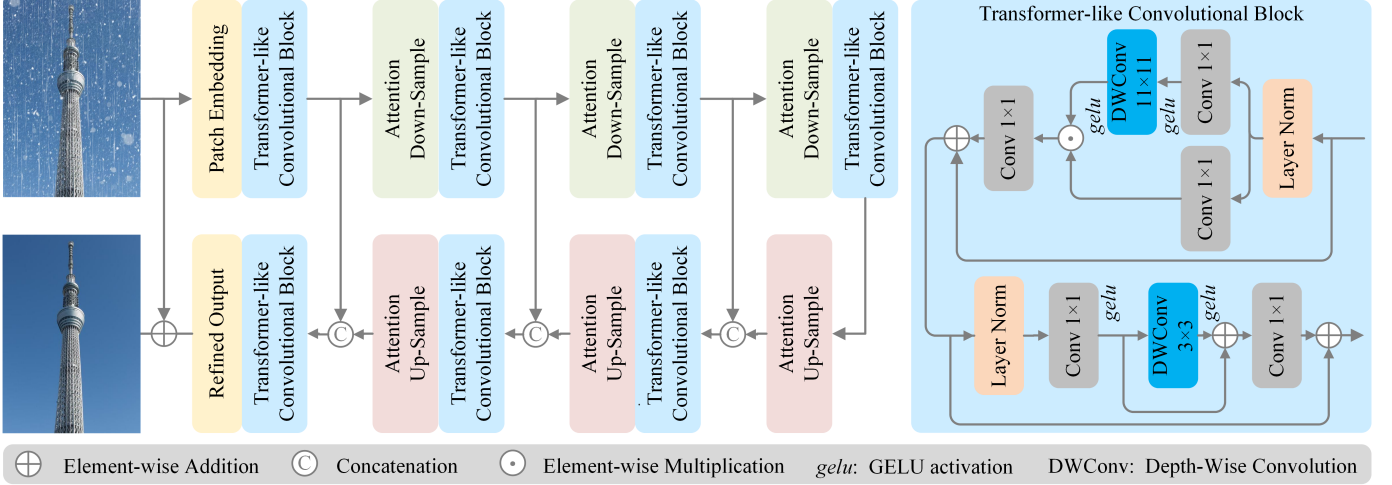 Patch Embedding
Transformer-like
Convolutional Block
Attention
Down-Sample
Transformer-like
Convolutional Block
Attention
Down-Sample
Transformer-like
Convolutional Block
Attention
Down-Sample
Transformer-like
Convolutional Block
Refined Output
Transformer-like
Convolutional Block
C
Attention
Up-Sample
Transformer-like
Convolutional Block
C
Attention
Up-Sample
Transformer-like
Convolutional Block
C
Attention
Up-Sample
Transformer-like Convolutional Block
Conv 1×1
gelu
DWConv
11×11
gelu
Conv 1×1
Conv 1×1
Layer Norm
Layer Norm
Conv 1×1
gelu
DWConv
3×3
gelu
Conv 1×1
Element-wise Addition
C
Concatenation
Element-wise Multiplication
gelu: GELU activation
DWConv: Depth-Wise Convolution